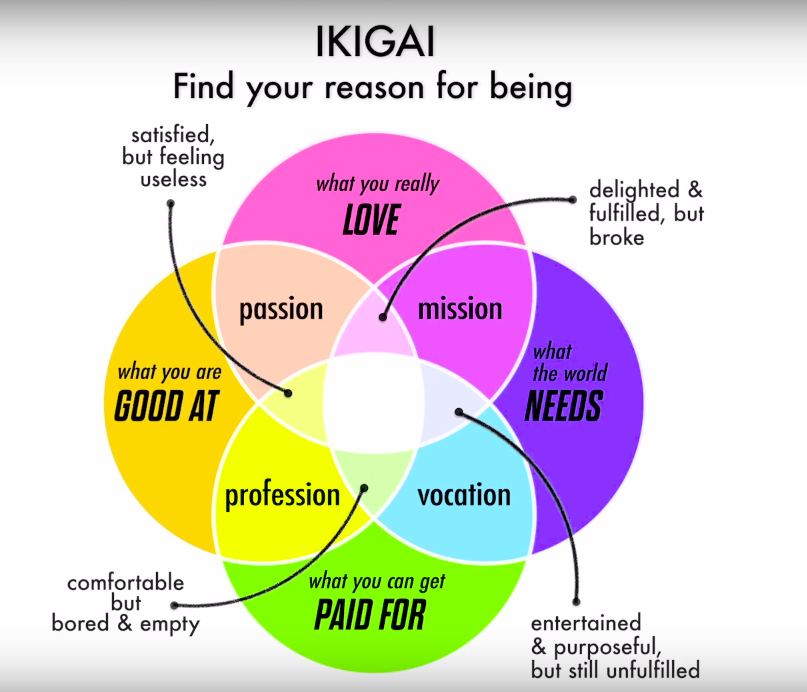 IKIGAI
Find your reason for being
satisfied,
but feeling
useless
what you really
LOVE
delighted &
fulfilled, but
broke
passion
mission
what you are
GOOD AT
what
the world
NEEDS
profession
vocation
what you can get
PAID FOR
comfortable
but
bored & empty
entertained
& purposeful,
but still unfulfilled